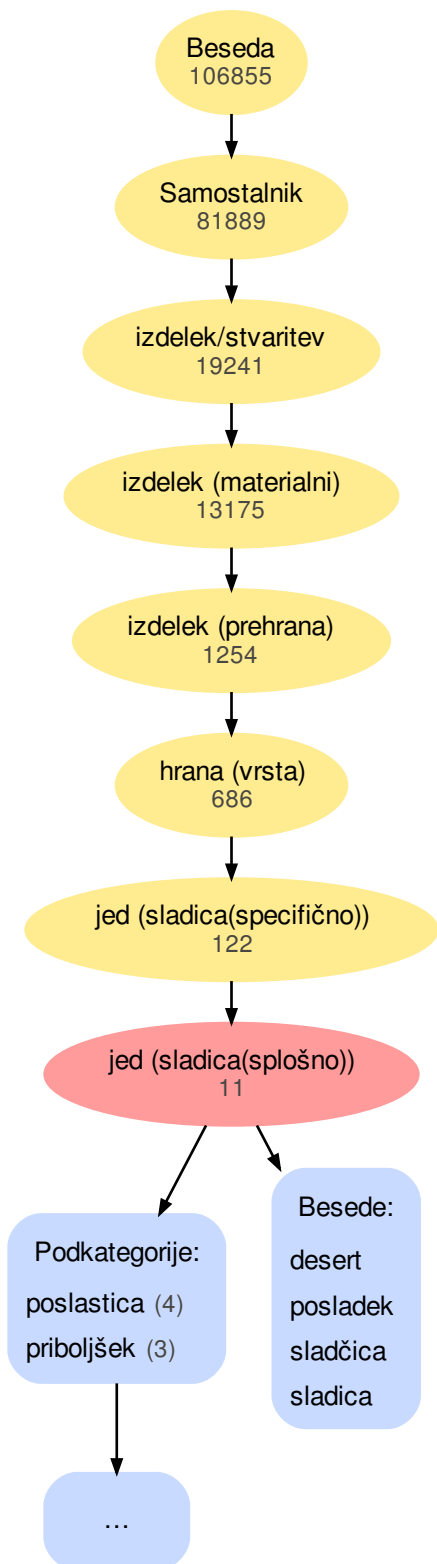 Beseda
106855
Samostalnik
81889
izdelek/stvaritev
19241
izdelek (materialni)
13175
izdelek (prehrana)
1254
hrana (vrsta)
686
jed (sladica(specifično))
122
jed (sladica(splošno))
11
Podkategorije:
poslastica (4)
priboljšek (3)
...
Besede:
desert
posladek
sladčica
sladica